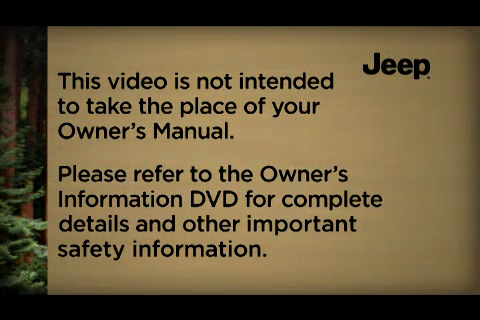 Jeep
This video is not intended
to take the place of your
Owner's Manual.
Please refer to the Owner's
Information DVD for complete
details and other important
safety information.